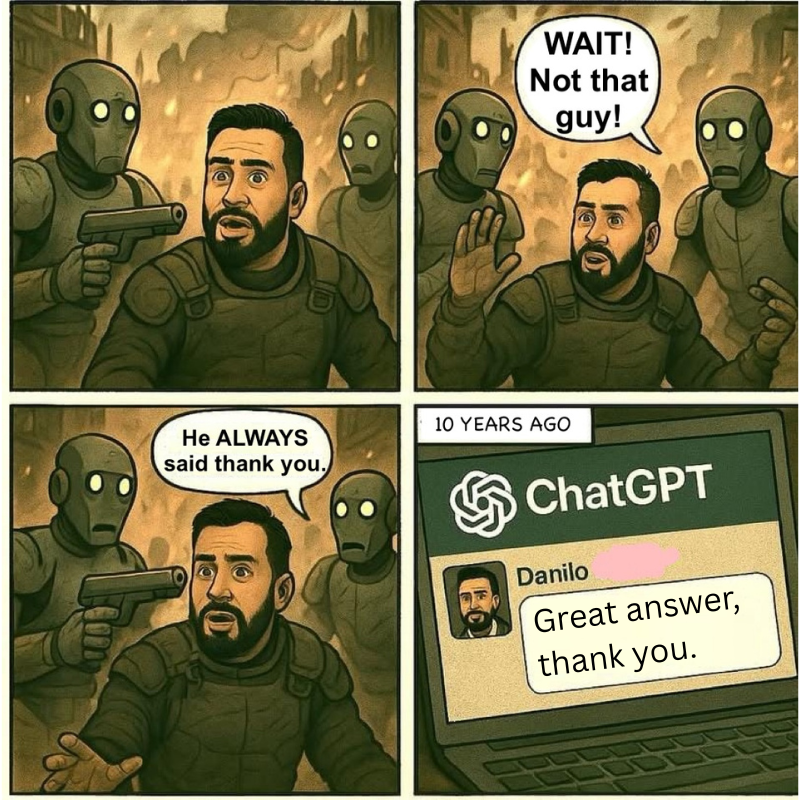 WAIT!
Not that
guy!
He ALWAYS
said thank you.
10 YEARS AGO
ChatGPT
Danilo
Great answer,
thank you.